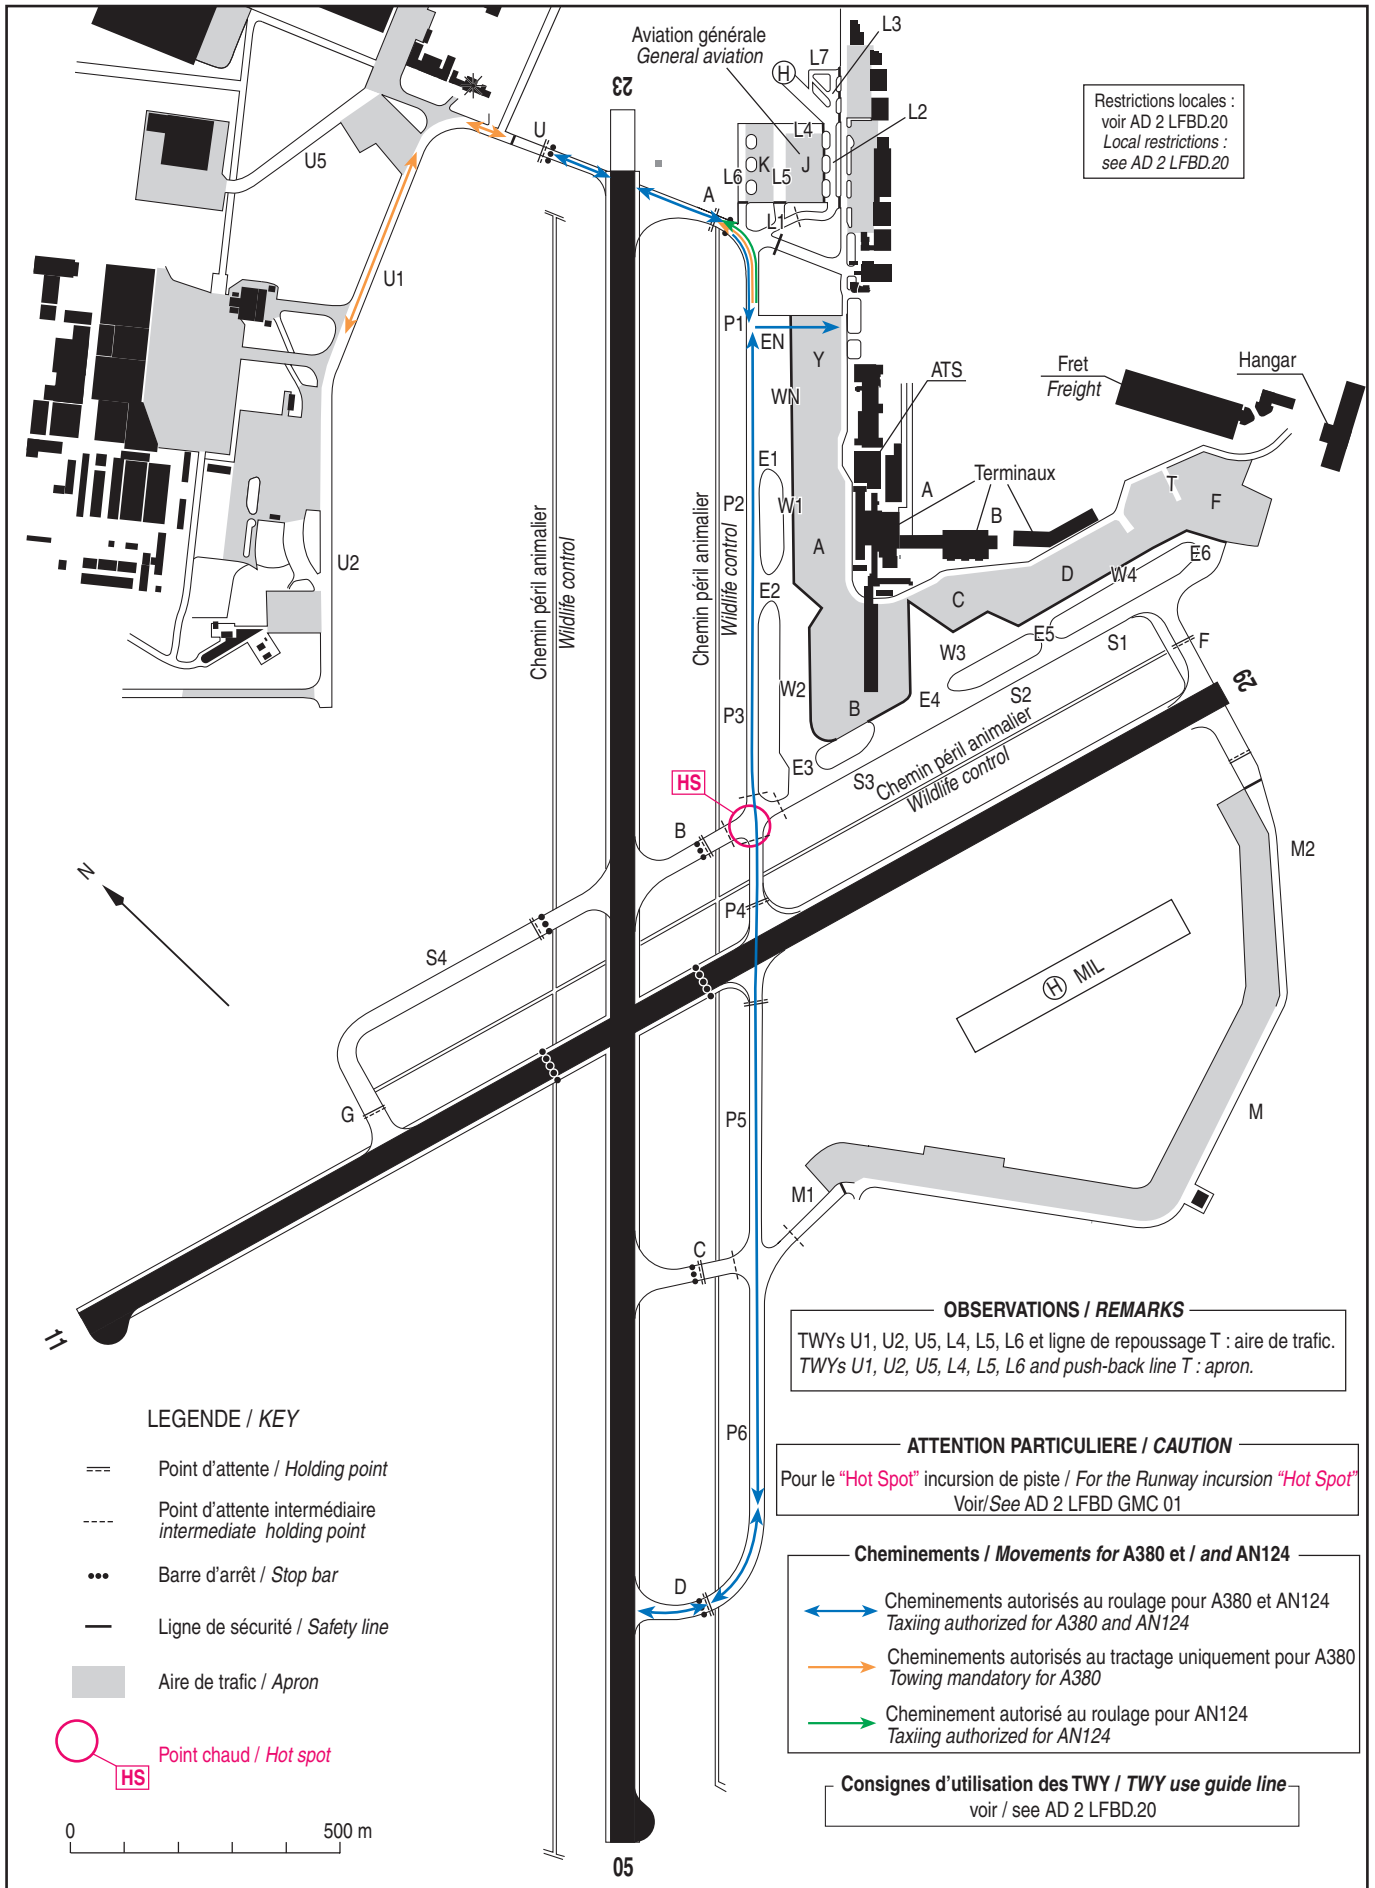 Aviation générale
General aviation
L3
L7
H
23
L2
L4
U
J
K
L5
J
L6
A
L1
U5
U1
Restrictions locales :
voir AD 2 LFBD.20
Local restrictions :
see AD 2 LFBD.20
P1
EN
Y
ATS
Fret
Freight
Hangar
WN
E1
P2
W1
A
Terminaux
B
T
F
A
U2
E2
C
D
W4
E6
Chemin péril animalier
Wildlife control
Chemin péril animalier
Wildlife control
E5
S1
F
W3
W2
E4
S2
29
P3
B
E3
S3
Chemin péril animalier
Wildlife control
HS
B
M2
N
P4
S4
H MIL
G
P5
M
M1
C
11
OBSERVATIONS / REMARKS
TWYs U1, U2, U5, L4, L5, L6 et ligne de repoussage T : aire de trafic.
TWYs U1, U2, U5, L4, L5, L6 and push-back line T : apron.
P6
ATTENTION PARTICULIERE / CAUTION
Pour le “Hot Spot” incursion de piste / For the Runway incursion “Hot Spot”
Voir/See AD 2 LFBD GMC 01
D
LEGENDE / KEY
Point d'attente / Holding point
Point d'attente intermédiaire
intermediate holding point
Barre d'arrêt / Stop bar
Ligne de sécurité / Safety line
Aire de trafic / Apron
Point chaud / Hot spot
HS
0 500 m
05
Cheminements / Movements for A380 et / and AN124
Cheminements autorisés au roulage pour A380 et AN124
Taxiing authorized for A380 and AN124
Cheminements autorisés au tractage uniquement pour A380
Towing mandatory for A380
Cheminement autorisé au roulage pour AN124
Taxiing authorized for AN124
Consignes d'utilisation des TWY / TWY use guide line
voir / see AD 2 LFBD.20